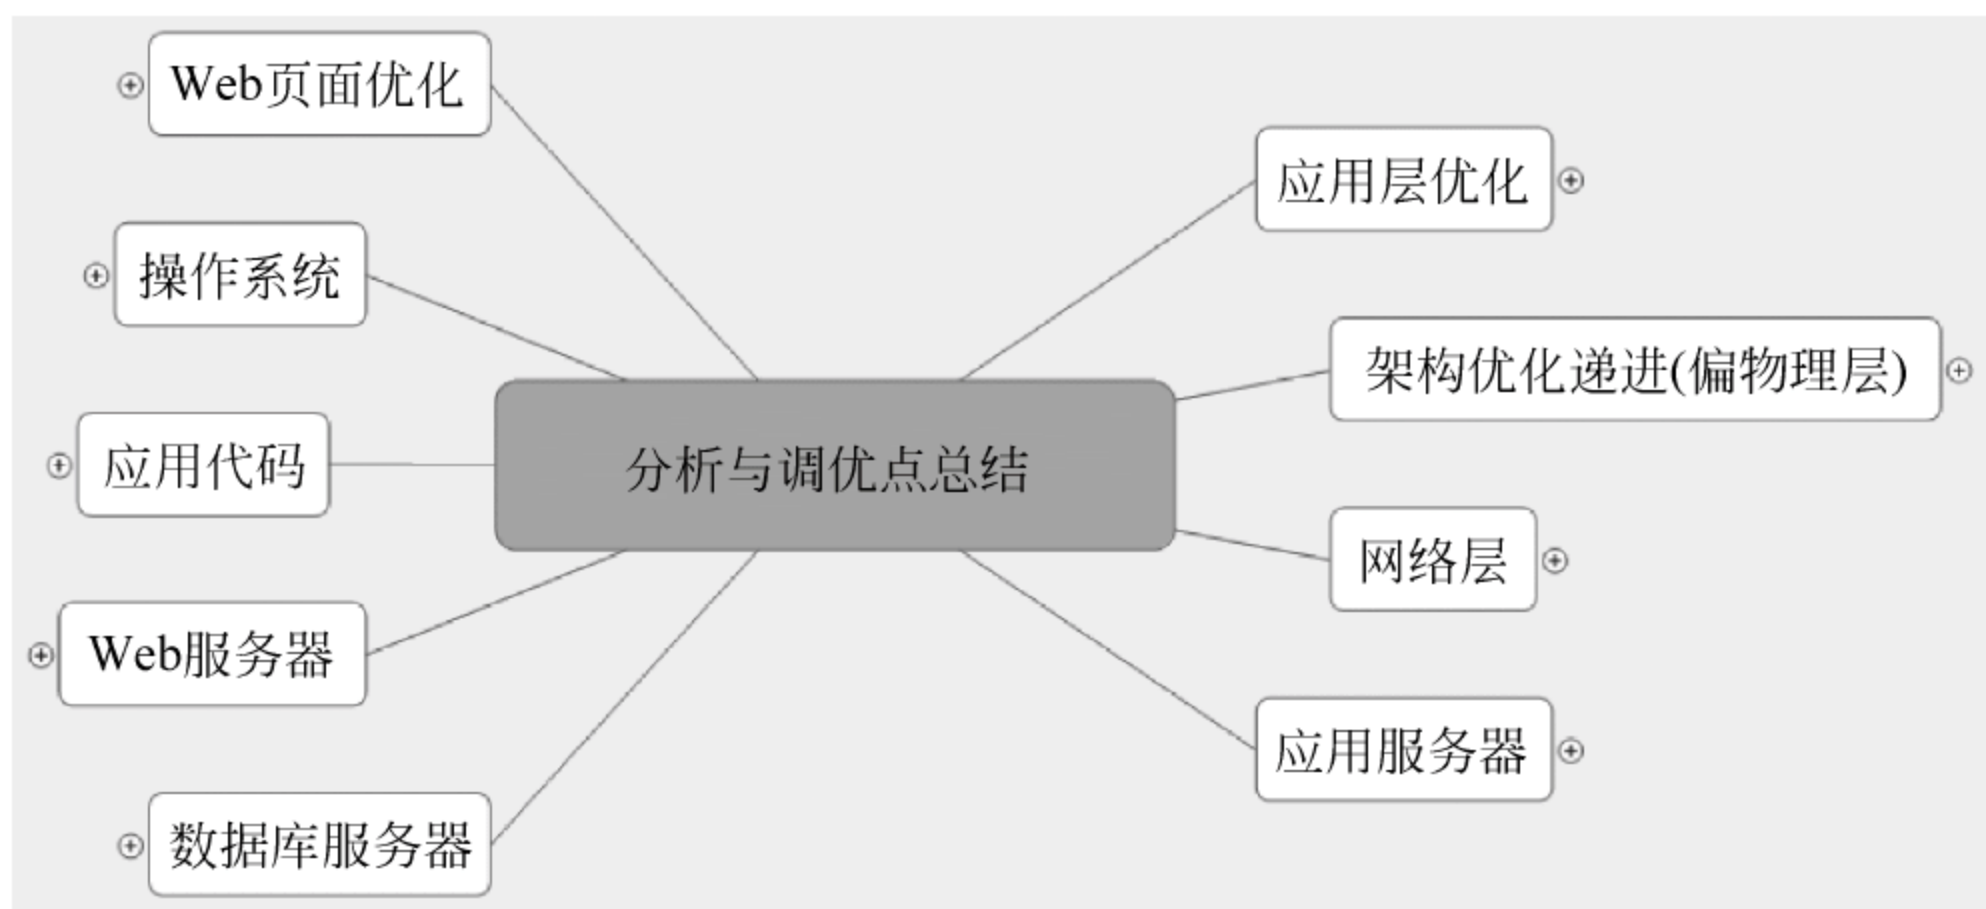 Web页面优化
操作系统
应用代码
Web服务器
数据库服务器
分析与调优点总结
应用层优化
架构优化递进(偏物理层)
网络层
应用服务器